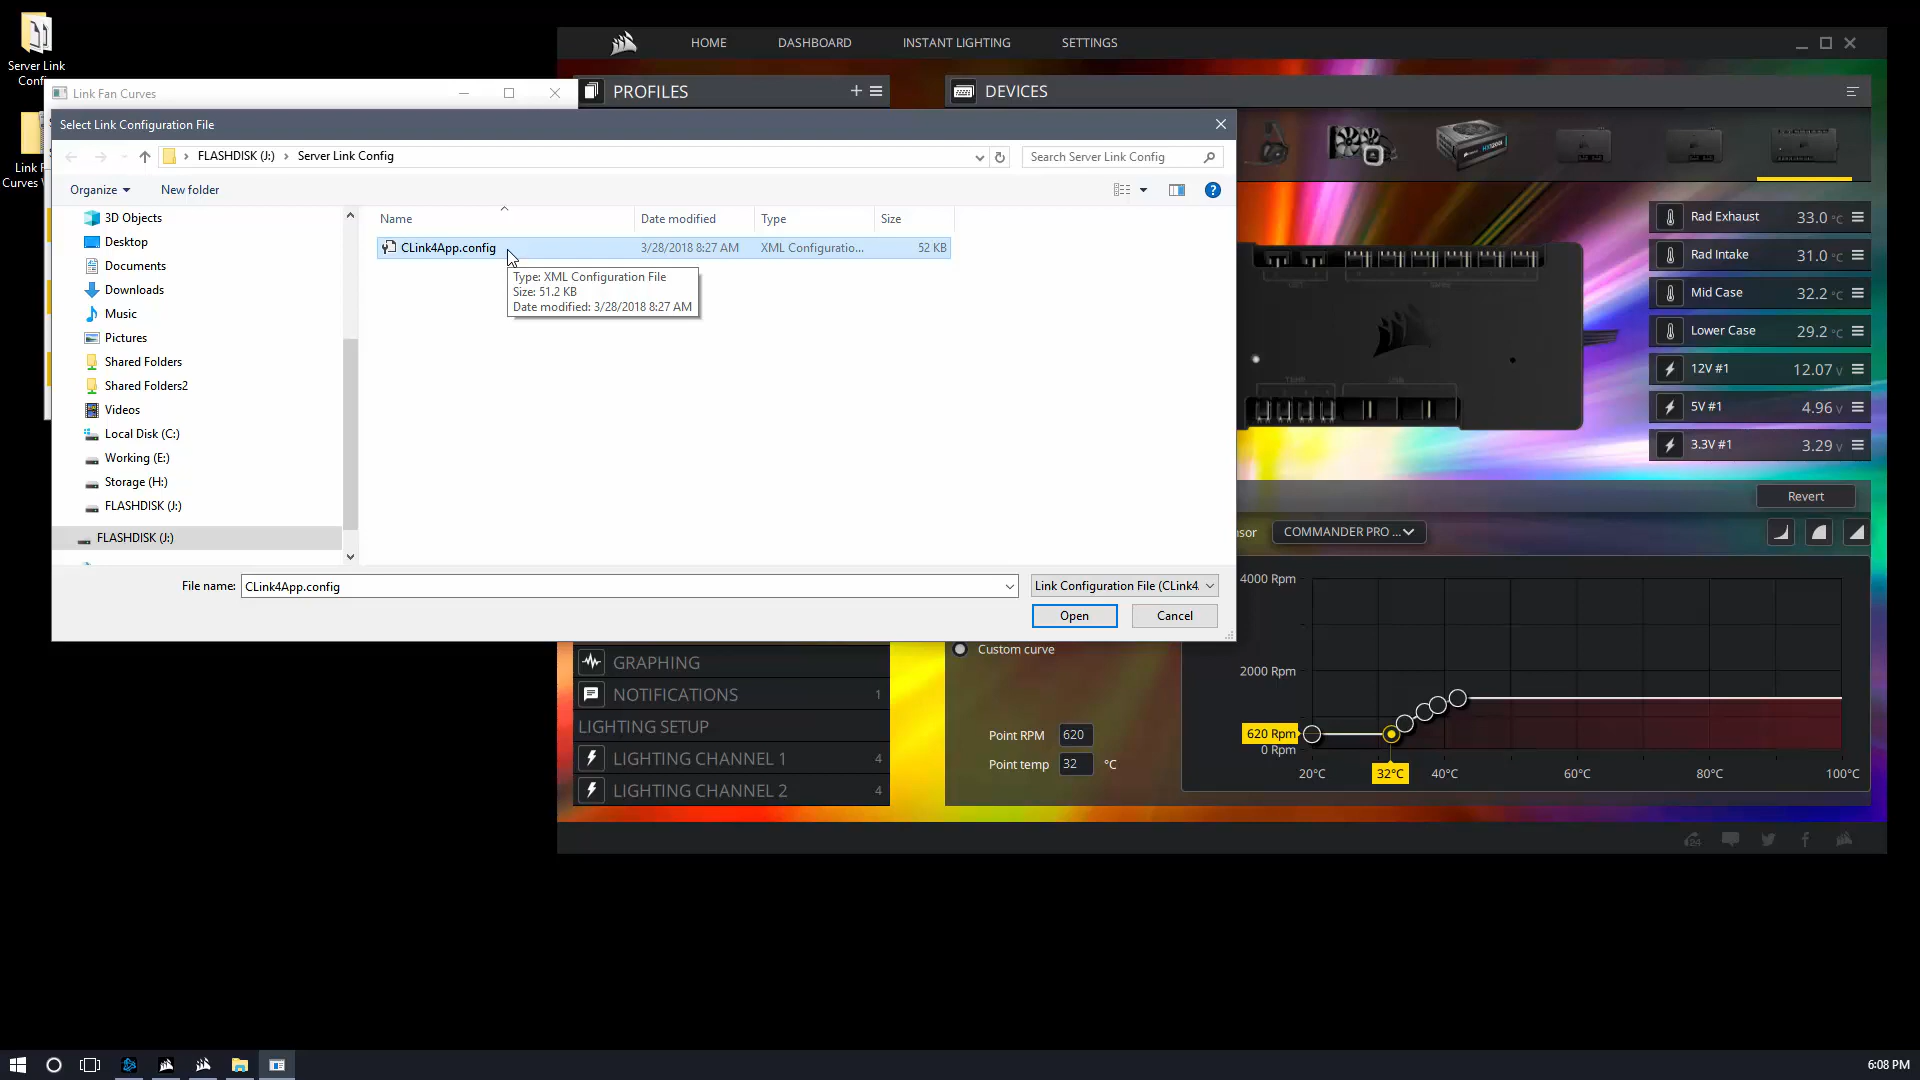 Server Link
Confi...
Link F
Curves V
HOME
DASHBOARD
INSTANT LIGHTING
SETTINGS
Link Fan Curves
PROFILES
DEVICES
Select Link Configuration File
FLASHDISK (J:)
Server Link Config
Search Server Link Config
Organize
New folder
3D Objects
Desktop
Documents
Downloads
Music
Pictures
Shared Folders
Shared Folders2
Videos
Local Disk (C:)
Working (E:)
Storage (H:)
FLASHDISK (J:)
FLASHDISK (J:)
Name
Date modified
Type
Size
CLink4App.config
3/28/2018 8:27 AM
XML Configuratio...
52 KB
Type: XML Configuration File
Size: 51.2 KB
Date modified: 3/28/2018 8:27 AM
File name:
CLink4App.config
Link Configuration File (CLink4.
Open
Cancel
Rad Exhaust 33.0 °C
Rad Intake 31.0 °C
Mid Case 32.2 °C
Lower Case 29.2 °C
12V #1 12.07 V
5V #1 4.96 V
3.3V #1 3.29 V
Revert
sor
COMMANDER PRO ...
GRAPHING
NOTIFICATIONS 1
LIGHTING SETUP
LIGHTING CHANNEL 1 4
LIGHTING CHANNEL 2 4
Custom curve
Point RPM 620
Point temp 32 °C
4000 Rpm
2000 Rpm
620 Rpm
0 Rpm
20°C
32°C
40°C
60°C
80°C
100°C
6:08 PM